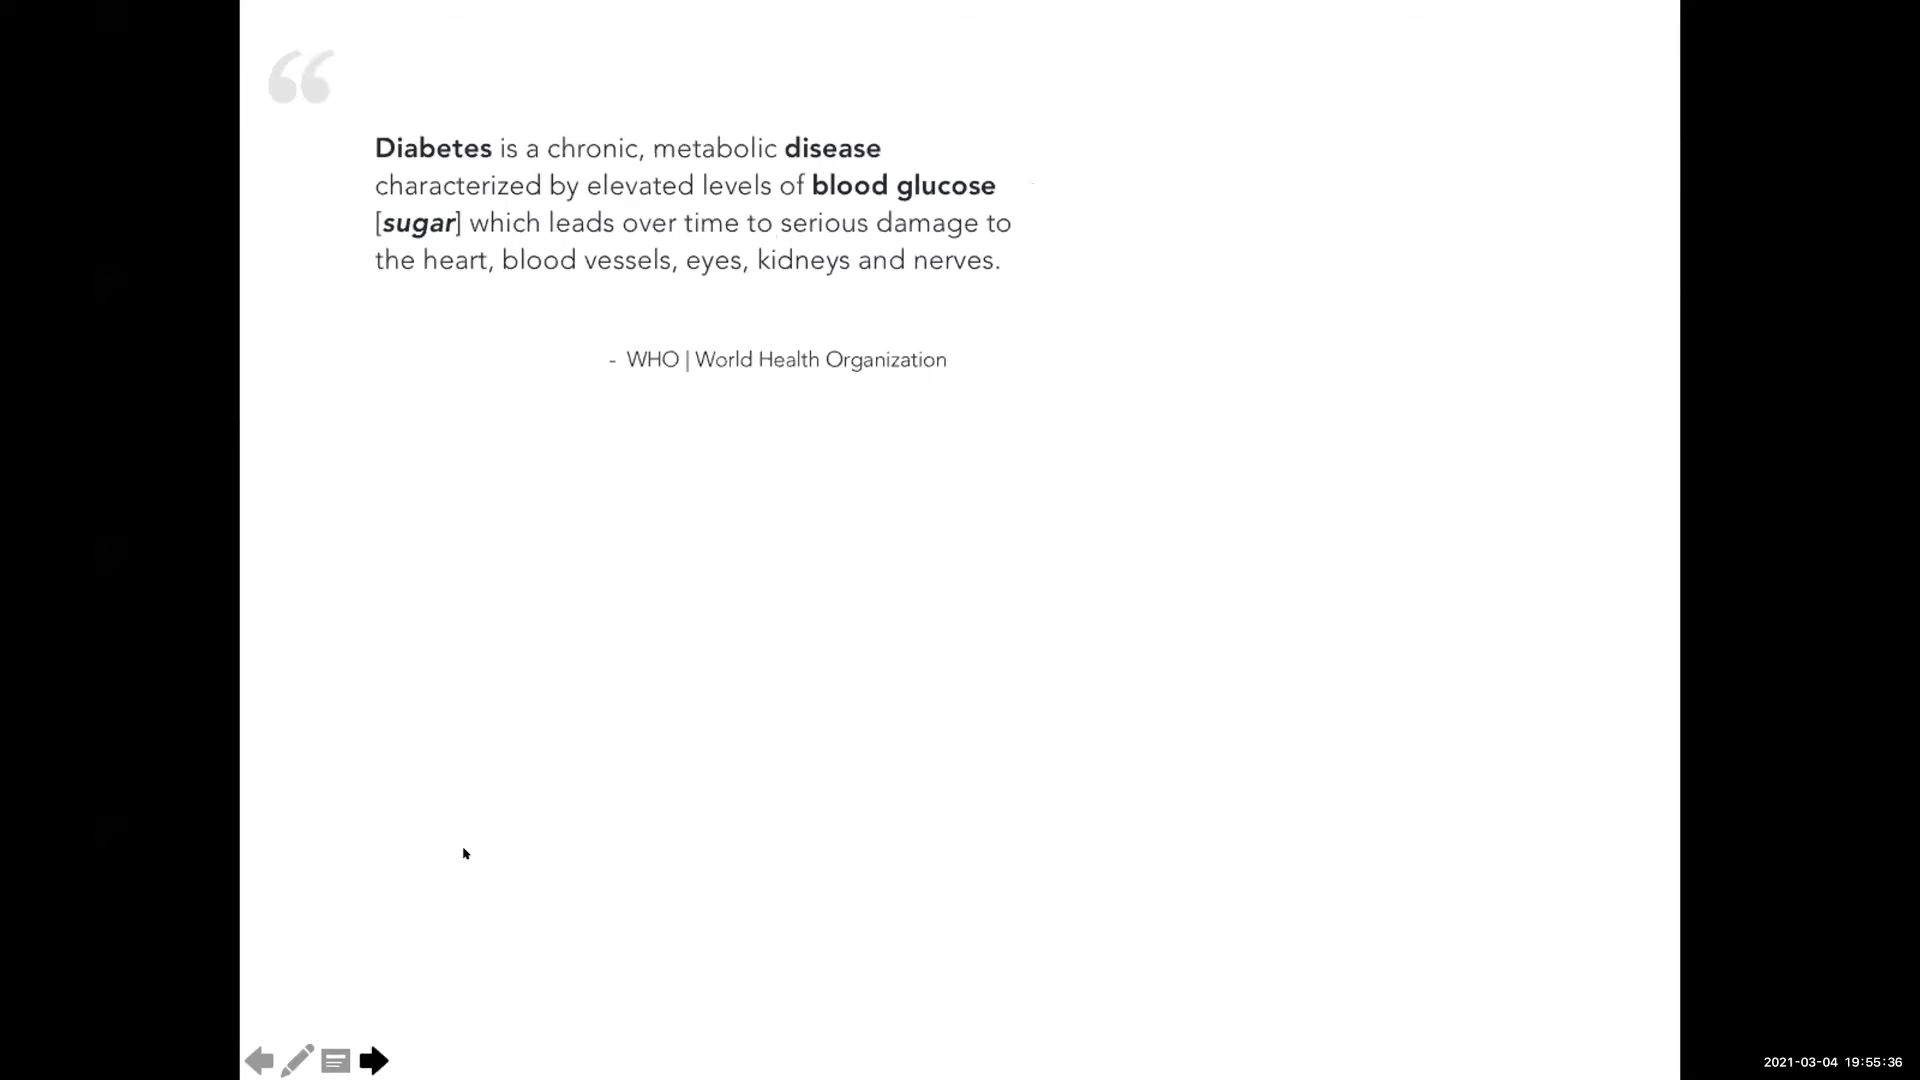 “
Diabetes is a chronic, metabolic disease
characterized by elevated levels of blood glucose
[sugar] which leads over time to serious damage to
the heart, blood vessels, eyes, kidneys and nerves.
- WHO | World Health Organization
2021-03-04 19:55:36